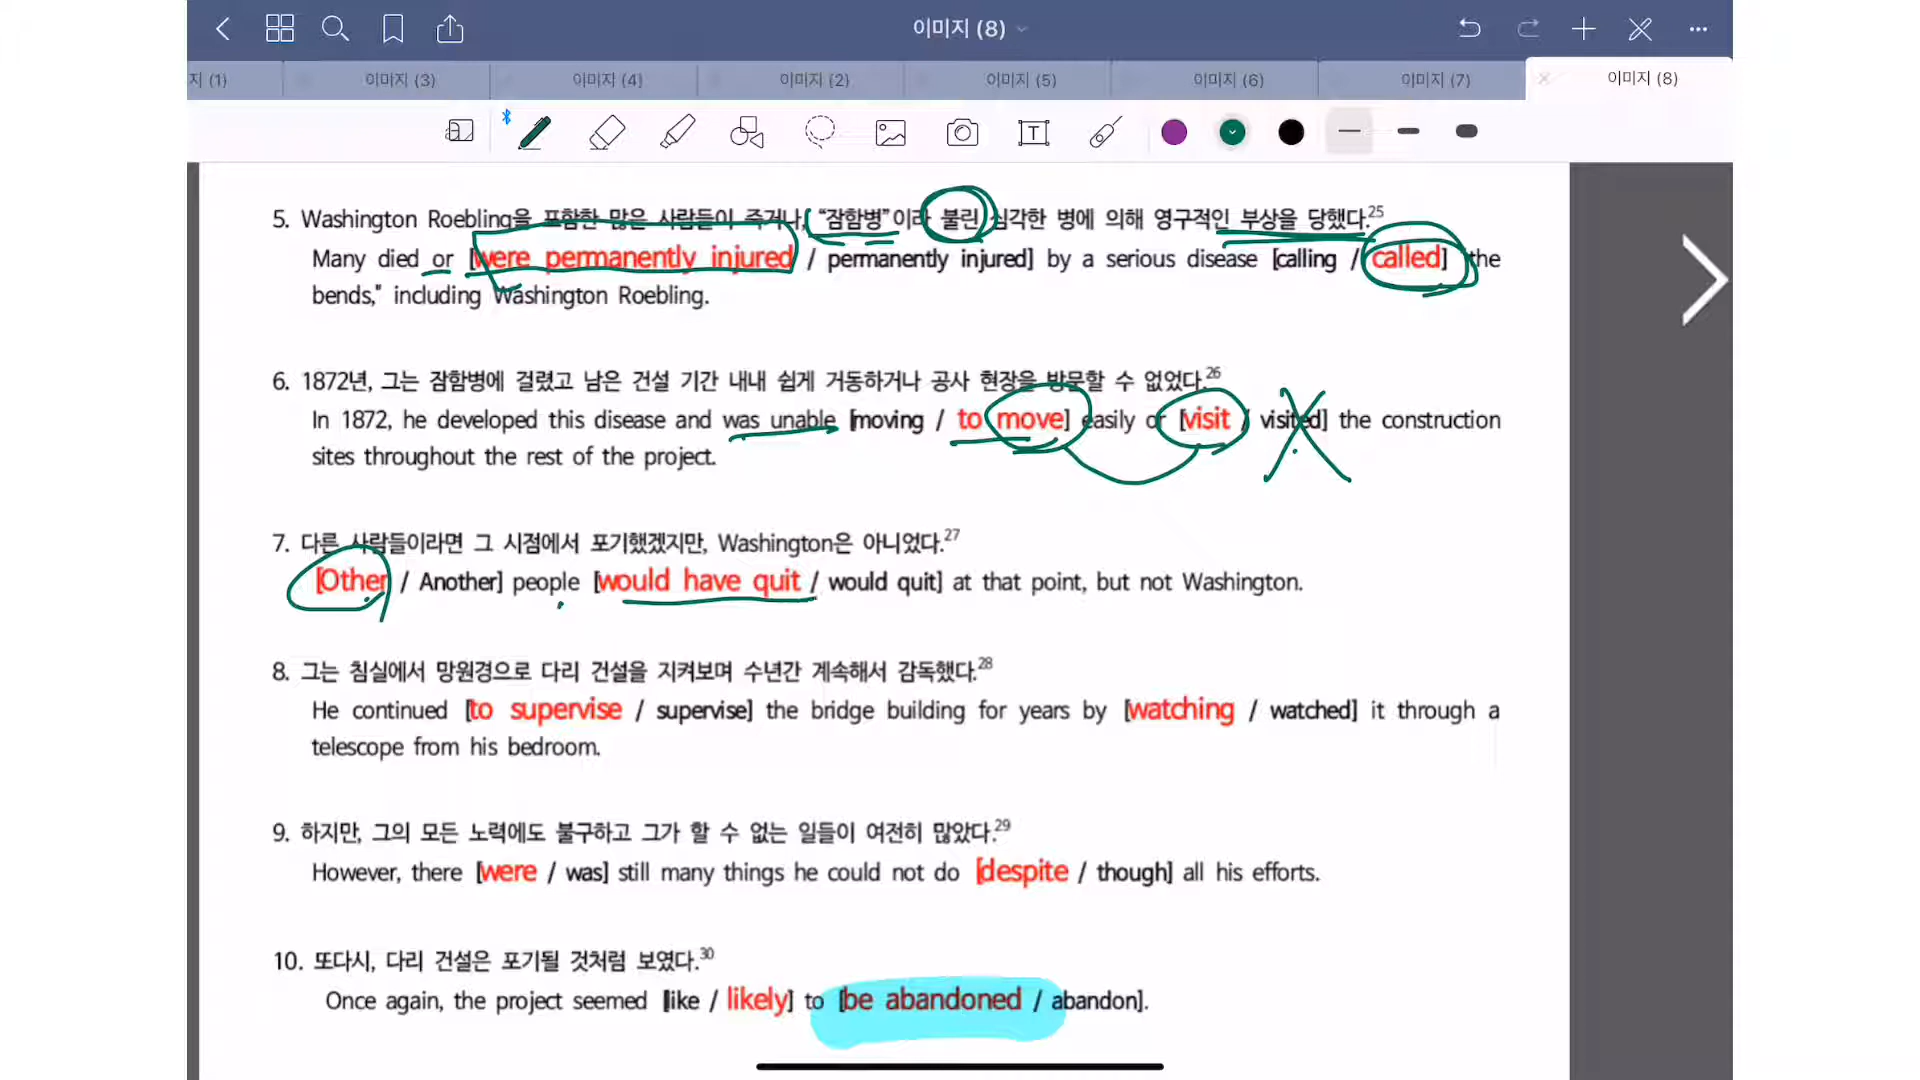 이미지 (8)
지 (1)
이미지 (3)
이미지 (4)
이미지 (2)
이미지 (5)
이미지 (6)
이미지 (7)
이미지 (8)
5. Washington Roebling을 포함한 많은 사람들이 죽거나, "잠함병"이라 불린 심각한 병에 의해 영구적인 부상을 당했다.25
Many died or [were permanently injured / permanently injured] by a serious disease [calling / called] "the
bends," including Washington Roebling.
6. 1872년, 그는 잠함병에 걸렸고 남은 건설 기간 내내 쉽게 거동하거나 공사 현장을 방문할 수 없었다.26
In 1872, he developed this disease and was unable [moving / to move] easily or [visit / visited] the construction
sites throughout the rest of the project.
7. 다른 사람들이라면 그 시점에서 포기했겠지만, Washington은 아니었다.27
[Other / Another] people [would have quit / would quit] at that point, but not Washington.
8. 그는 침실에서 망원경으로 다리 건설을 지켜보며 수년간 계속해서 감독했다.28
He continued [to supervise / supervise] the bridge building for years by [watching / watched] it through a
telescope from his bedroom.
9. 하지만, 그의 모든 노력에도 불구하고 그가 할 수 없는 일들이 여전히 많았다.29
However, there [were / was] still many things he could not do [despite / though] all his efforts.
10. 또다시, 다리 건설은 포기될 것처럼 보였다.30
Once again, the project seemed [like / likely] to [be abandoned / abandon].